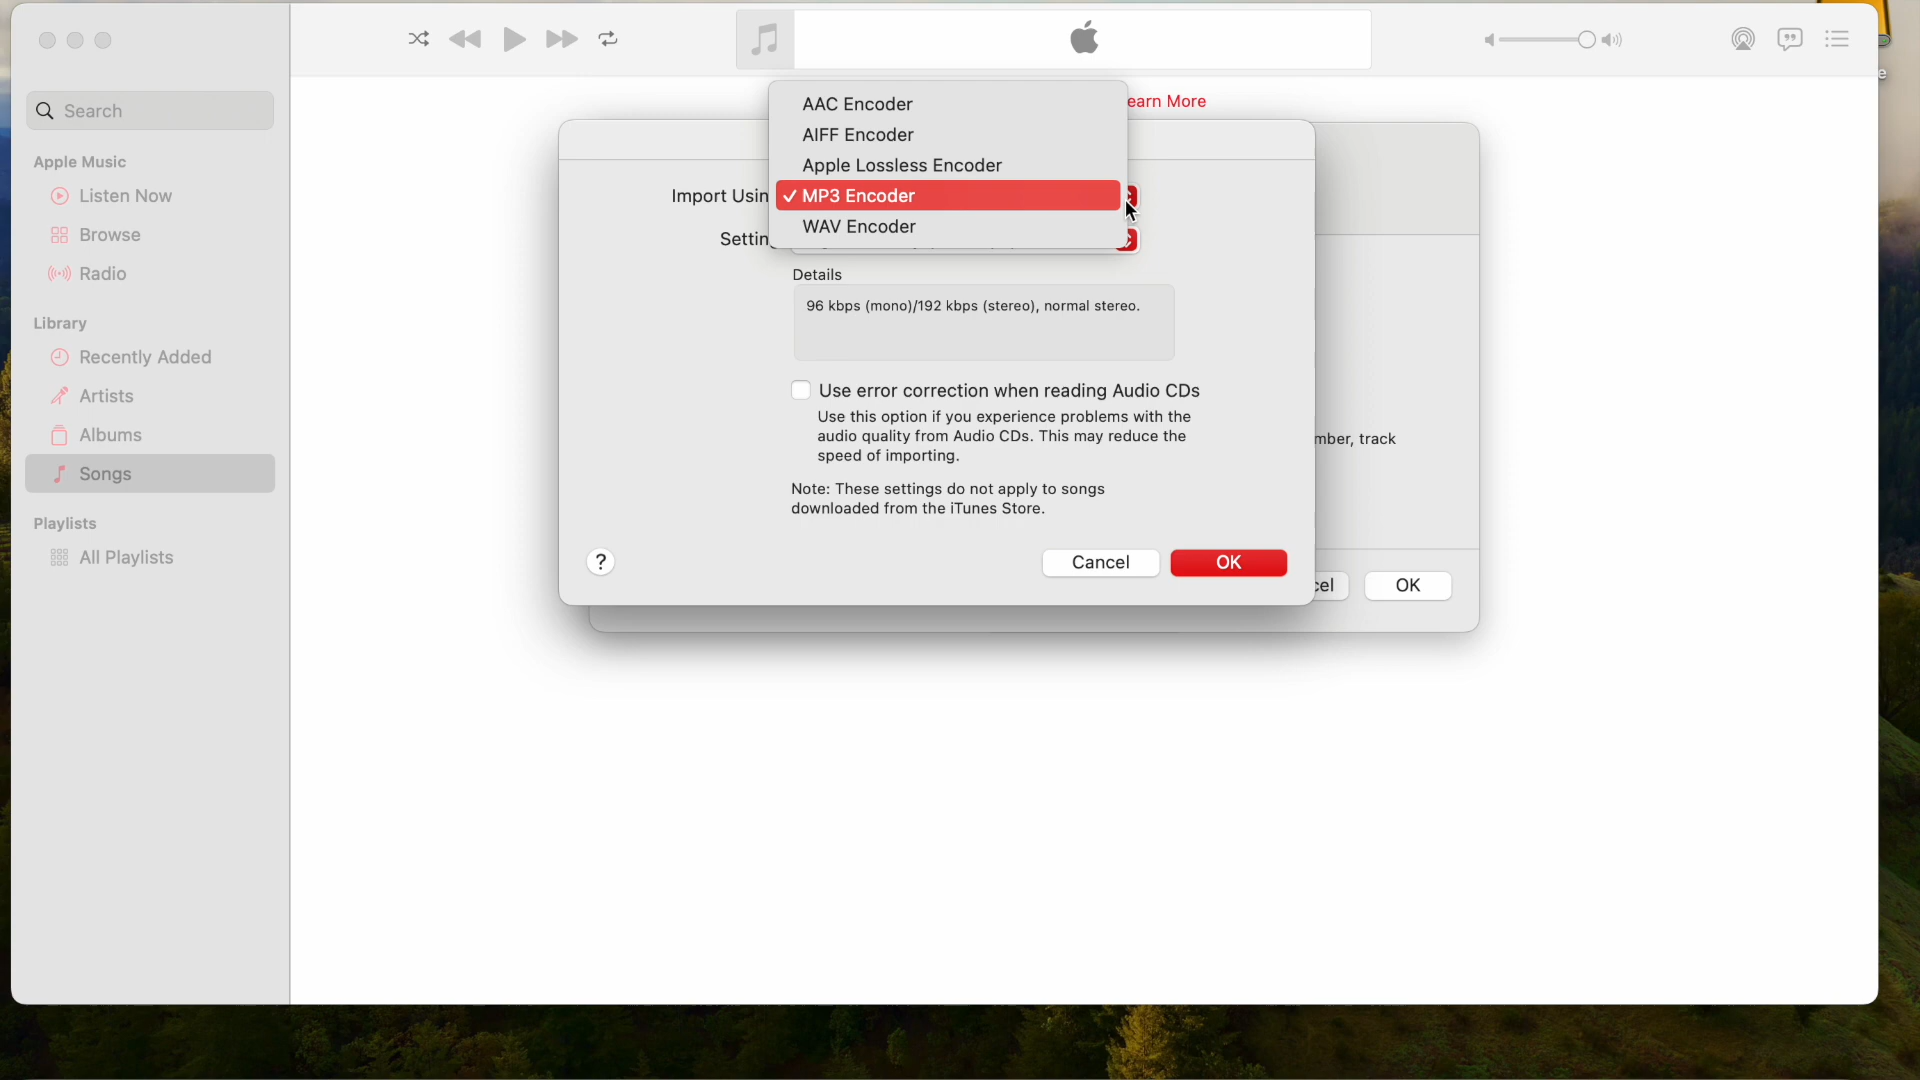 Search
Apple Music
Listen Now
Browse
Radio
Library
Recently Added
Artists
Albums
Songs
Playlists
All Playlists
earn More
AAC Encoder
AIFF Encoder
Apple Lossless Encoder
Import Usin
✓ MP3 Encoder
WAV Encoder
Settin
Details
96 kbps (mono)/192 kbps (stereo), normal stereo.
Use error correction when reading Audio CDs
Use this option if you experience problems with the
audio quality from Audio CDs. This may reduce the
speed of importing.
Note: These settings do not apply to songs
downloaded from the iTunes Store.
?
Cancel
OK
mber, track
cel
OK
e